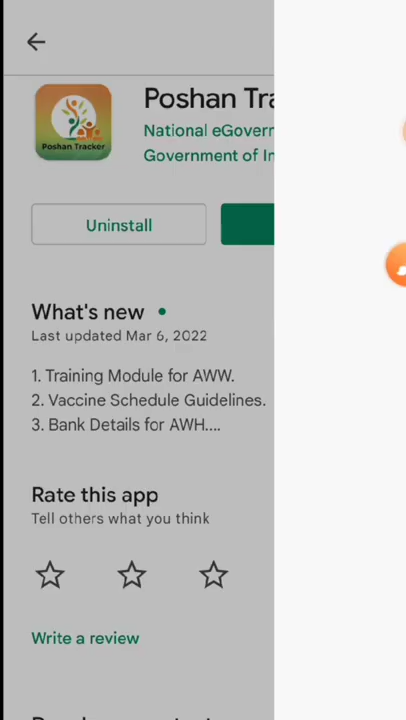 Poshan Tracker
Poshan Tra
National eGovern
Government of In
Uninstall
What's new
Last updated Mar 6, 2022
1. Training Module for AWW.
2. Vaccine Schedule Guidelines.
3. Bank Details for AWH....
Rate this app
Tell others what you think
Write a review